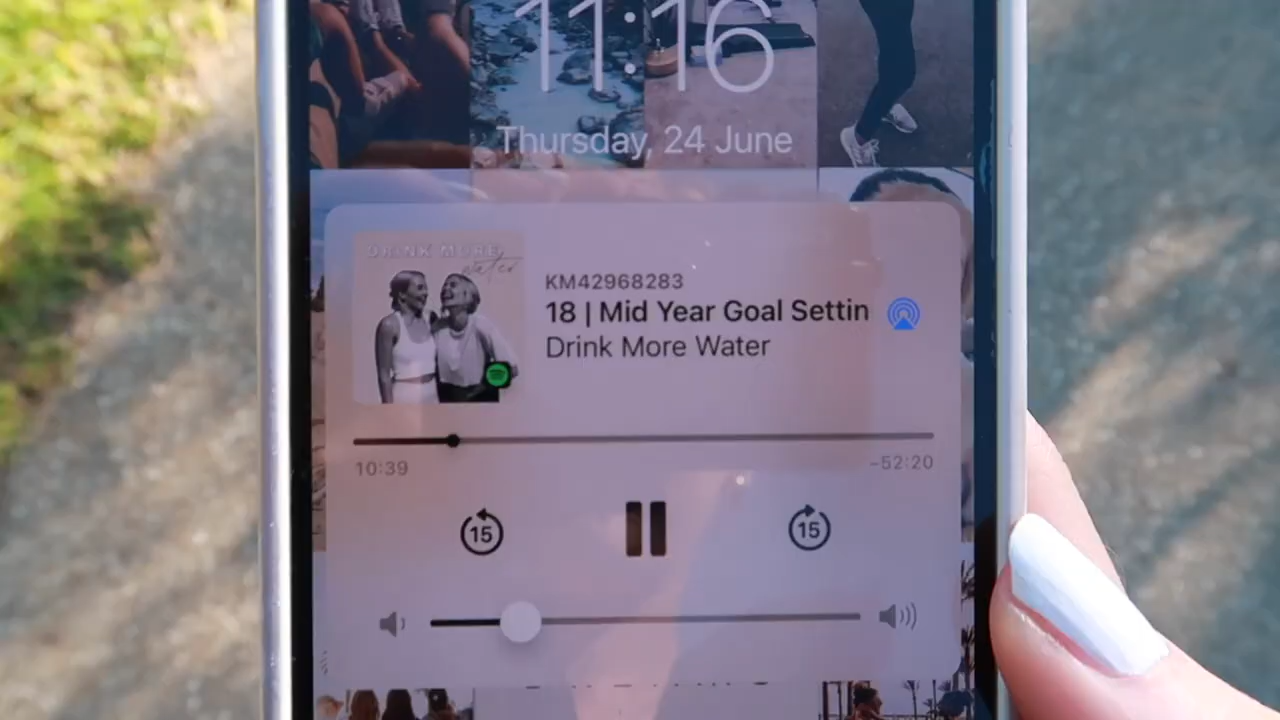 11:16
Thursday, 24 June
DRINK MORE
water
KM42968283
18 | Mid Year Goal Settin
Drink More Water
10:39
-52:20
15
15